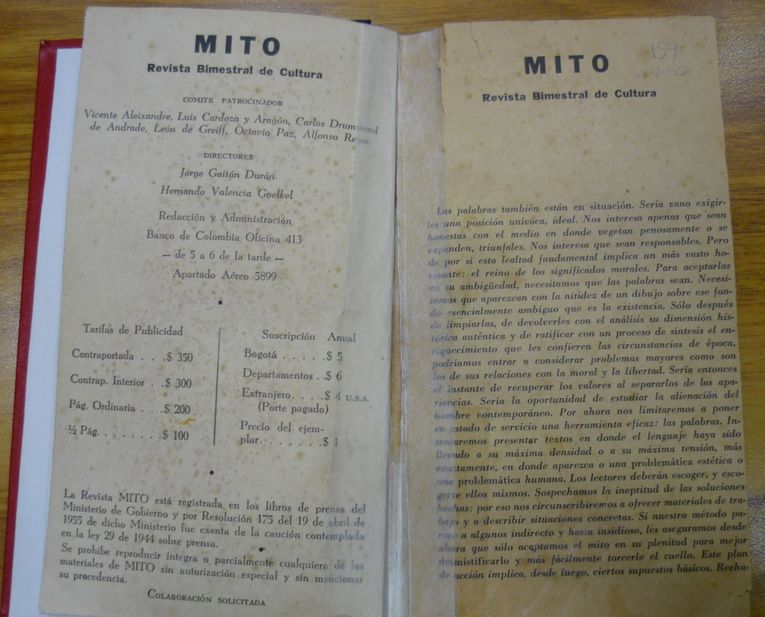 MITO
Revista Bimestral de Cultura
COMITE PATROCINADOR
Vicente Aleixandre, Luis Cardoza y Aragón, Carlos Drummond
de Andrade, León de Greiff, Octavio Paz, Alfonso Reyes
DIRECTORES
Jorge Gaitán Durán
Hernando Valencia Goelkel
Redacción y Administración
Banco de Colombia Oficina 413
— de 5 a 6 de la tarde —
Apartado Aéreo 5899
Tarifas de Publicidad
Contraportada . . .$ 350
Contrap. Interior . .$ 300
Pág. Ordinaria . . .$ 200
½ Pág. . . . . . . .$ 100
Suscripción Anual
Bogotá . . . . . .$ 5
Departamentos . .$ 6
Extranjero. . . .$ 4 U.S.A.
(Porte pagado)
Precio del ejem-
plar. . . . . . .$ 1
La Revista MITO está registrada en los libros de prensa del
Ministerio de Gobierno y por Resolución 175 del 19 de abril de
1955 de dicho Ministerio fue exenta de la caución contemplada
en la ley 29 de 1944 sobre prensa.
Se prohibe reproducir íntegra o parcialmente cualquiera de los
materiales de MITO sin autorización especial y sin mencionar
su procedencia.
COLABORACIÓN SOLICITADA
159
MITO
Revista Bimestral de Cultura
Las palabras también están en situación. Sería vano exigir-
les una posición unívoca, ideal. Nos interesa apenas que sean
honestas con el medio en donde vegetan penosamente o se
expanden, triunfales. Nos interesa que sean responsables. Pero
de por si esta lealtad fundamental implica un más vasto ho-
rizonte: el reino de los significados morales. Para aceptarlas
en su ambigüedad, necesitamos que las palabras sean. Necesi-
tamos que aparezcan con la nitidez de un dibujo sobre ese fon-
do esencialmente ambiguo que es la existencia. Sólo después
de limpiarlas, de devolverles con el análisis su dimensión his-
tórica auténtica y de ratificar con un proceso de síntesis el en-
riquecimiento que les confieren las circunstancias de época,
podríamos entrar a considerar problemas mayores como son
los de sus relaciones con la moral y la libertad. Sería entonces
el instante de recuperar los valores al separarlos de las apa-
riencias. Sería la oportunidad de estudiar la alienación del
hombre contemporáneo. Por ahora nos limitaremos a poner
en estado de servicio una herramienta eficaz: las palabras. In-
tentaremos presentar textos en donde el lenguaje haya sido
llevado a su máxima densidad o a su máxima tensión, más
exactamente, en donde aparezca o una problemática estética o
una problemática humana. Los lectores deberán escoger, y esco-
gerse ellos mismos. Sospechamos la ineptitud de las soluciones
hechas: por eso nos circunscribiremos a ofrecer materiales de tra-
bajo y a describir situaciones concretas. Si nuestro método pa-
rece a algunos indirecto y hasta insidioso, les aseguramos desde
ahora que sólo aceptamos el mito en su plenitud para mejor
desmistificarlo y más fácilmente torcerle el cuello. Este plan
de acción implica, desde luego, ciertos supuestos básicos. Recha-